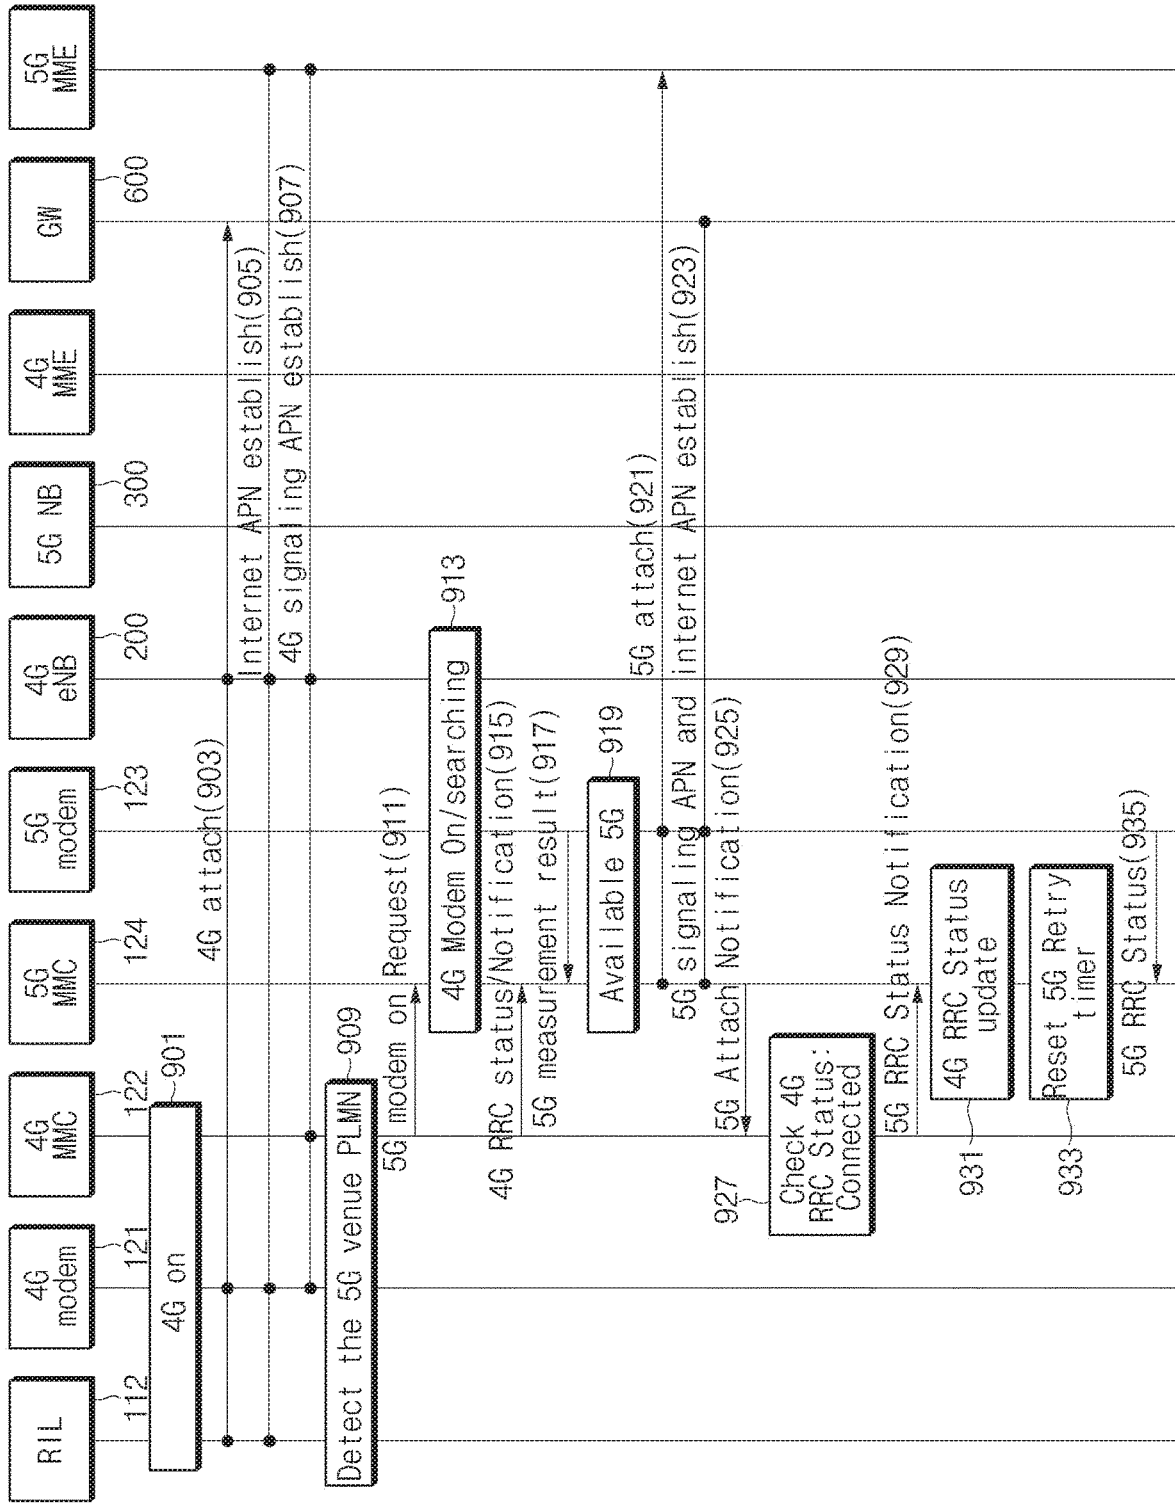 RIL
112
4G
modem
121
4G
MMC
122
5G
MMC
124
5G
modem
123
4G
eNB
200
5G NB
300
4G
MME
GW
600
5G
MME
4G on
901
4G attach(903)
Internet APN establish(905)
4G signaling APN establish(907)
Detect the 5G venue PLMN
909
5G modem on Request(911)
4G Modem On/searching
913
4G RRC status/Notification(915)
5G measurement result(917)
Available 5G
919
5G attach(921)
5G signaling APN and internet APN establish(923)
5G Attach Notification(925)
927
Check 4G
RRC Status:
Connected
5G RRC Status Notification(929)
4G RRC Status
update
931
Reset 5G Retry
timer
933
5G RRC Status(935)